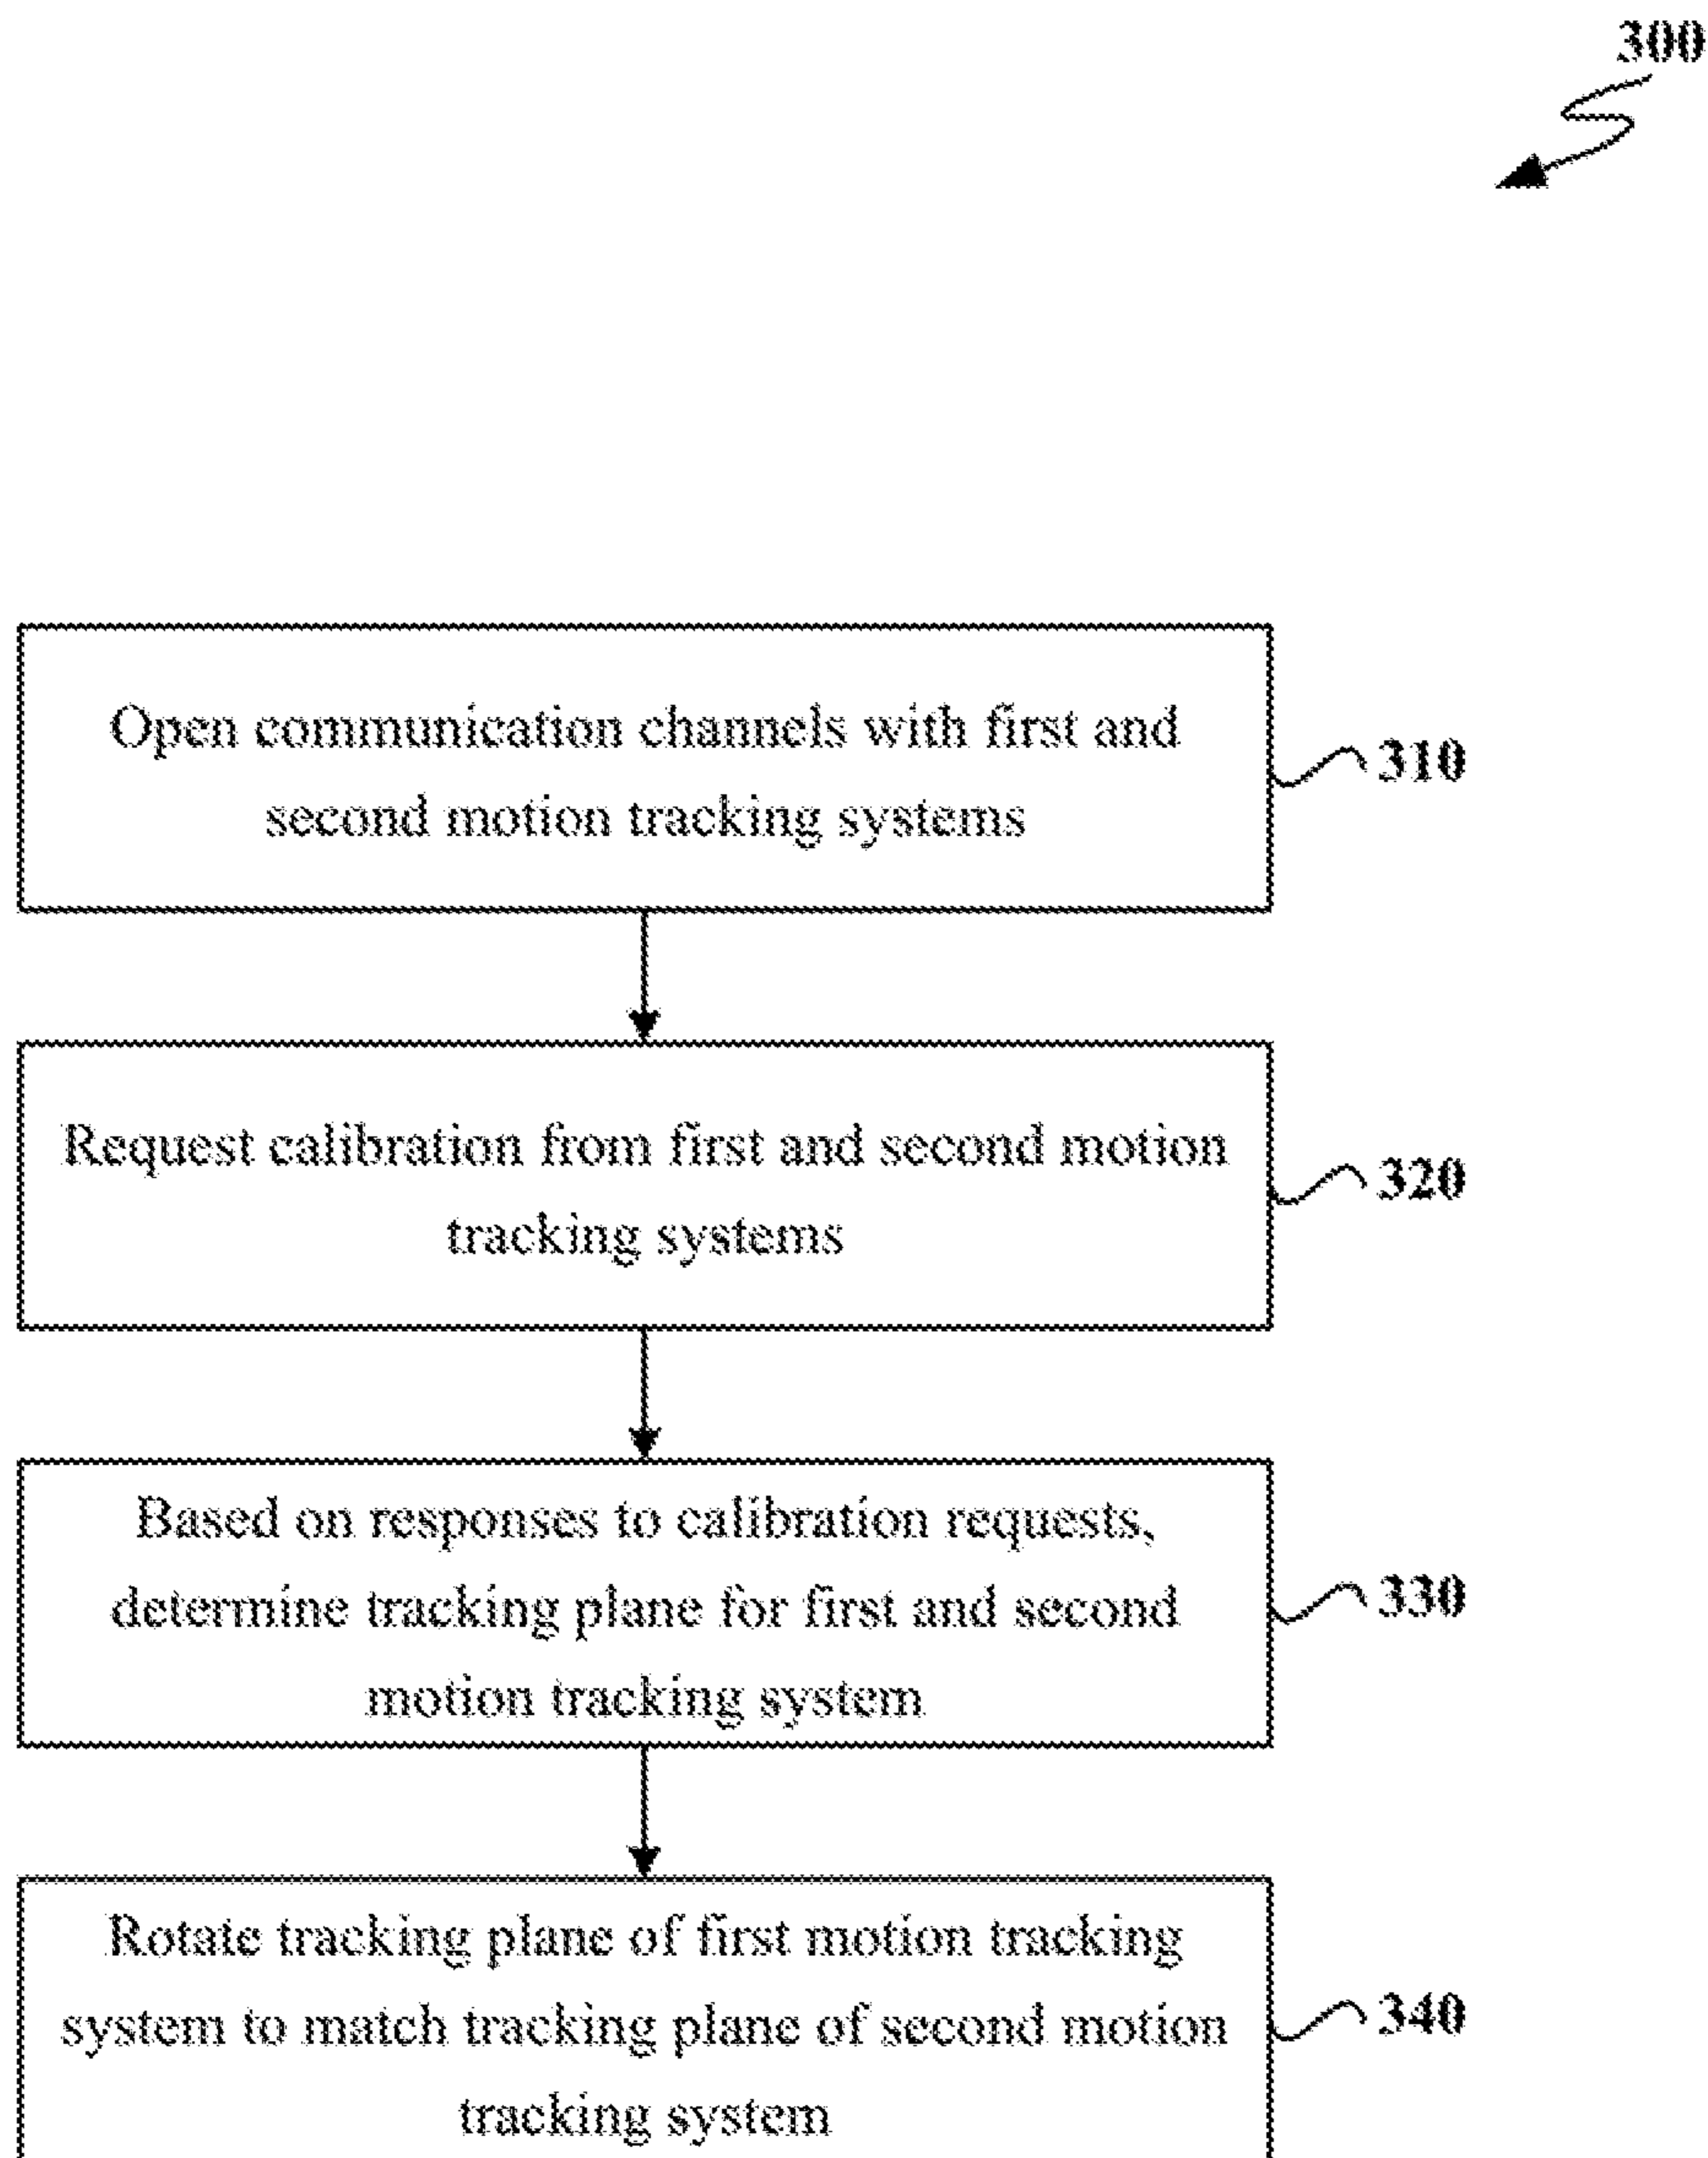 300
Open communication channels with first and
second motion tracking systems
310
Request calibration from first and second motion
tracking systems
320
Based on responses to calibration requests,
determine tracking plane for first and second
motion tracking system
330
Rotate tracking plane of first motion tracking
system to match tracking plane of second motion
tracking system
340